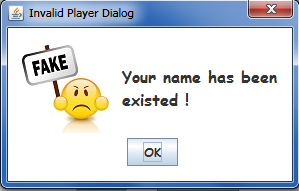 Invalid Player Dialog
FAKE
Your name has been
existed !
OK